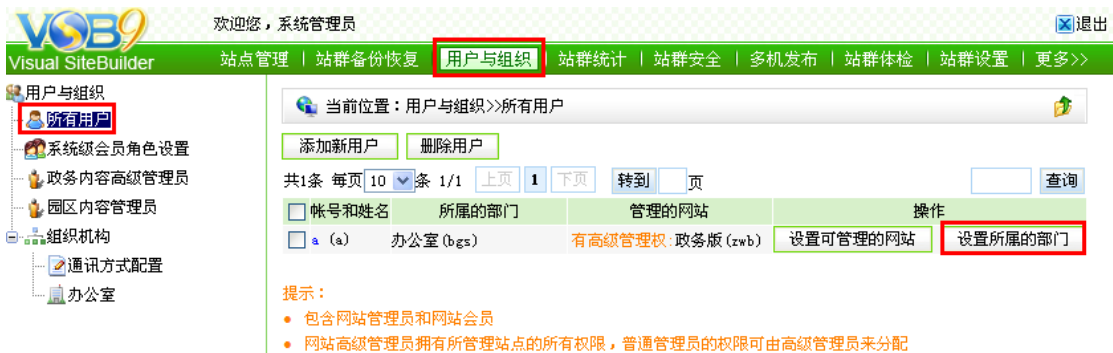 VSB9
Visual SiteBuilder
欢迎您，系统管理员
退出
站点管理 | 站群备份恢复 | 用户与组织 | 站群统计 | 站群安全 | 多机发布 | 站群体检 | 站群设置 | 更多>>
用户与组织
所有用户
系统级会员角色设置
政务内容高级管理员
园区内容管理员
组织机构
通讯方式配置
办公室
当前位置：用户与组织>>所有用户
添加新用户 删除用户
共1条 每页 10 条 1/1 上页 1 下页 转到 页 查询
帐号和姓名 所属的部门 管理的网站 操作
a (a) 办公室(bgs) 有高级管理权:政务版(zwb) 设置可管理的网站 设置所属的部门
提示：
• 包含网站管理员和网站会员
• 网站高级管理员拥有所管理站点的所有权限，普通管理员的权限可由高级管理员来分配